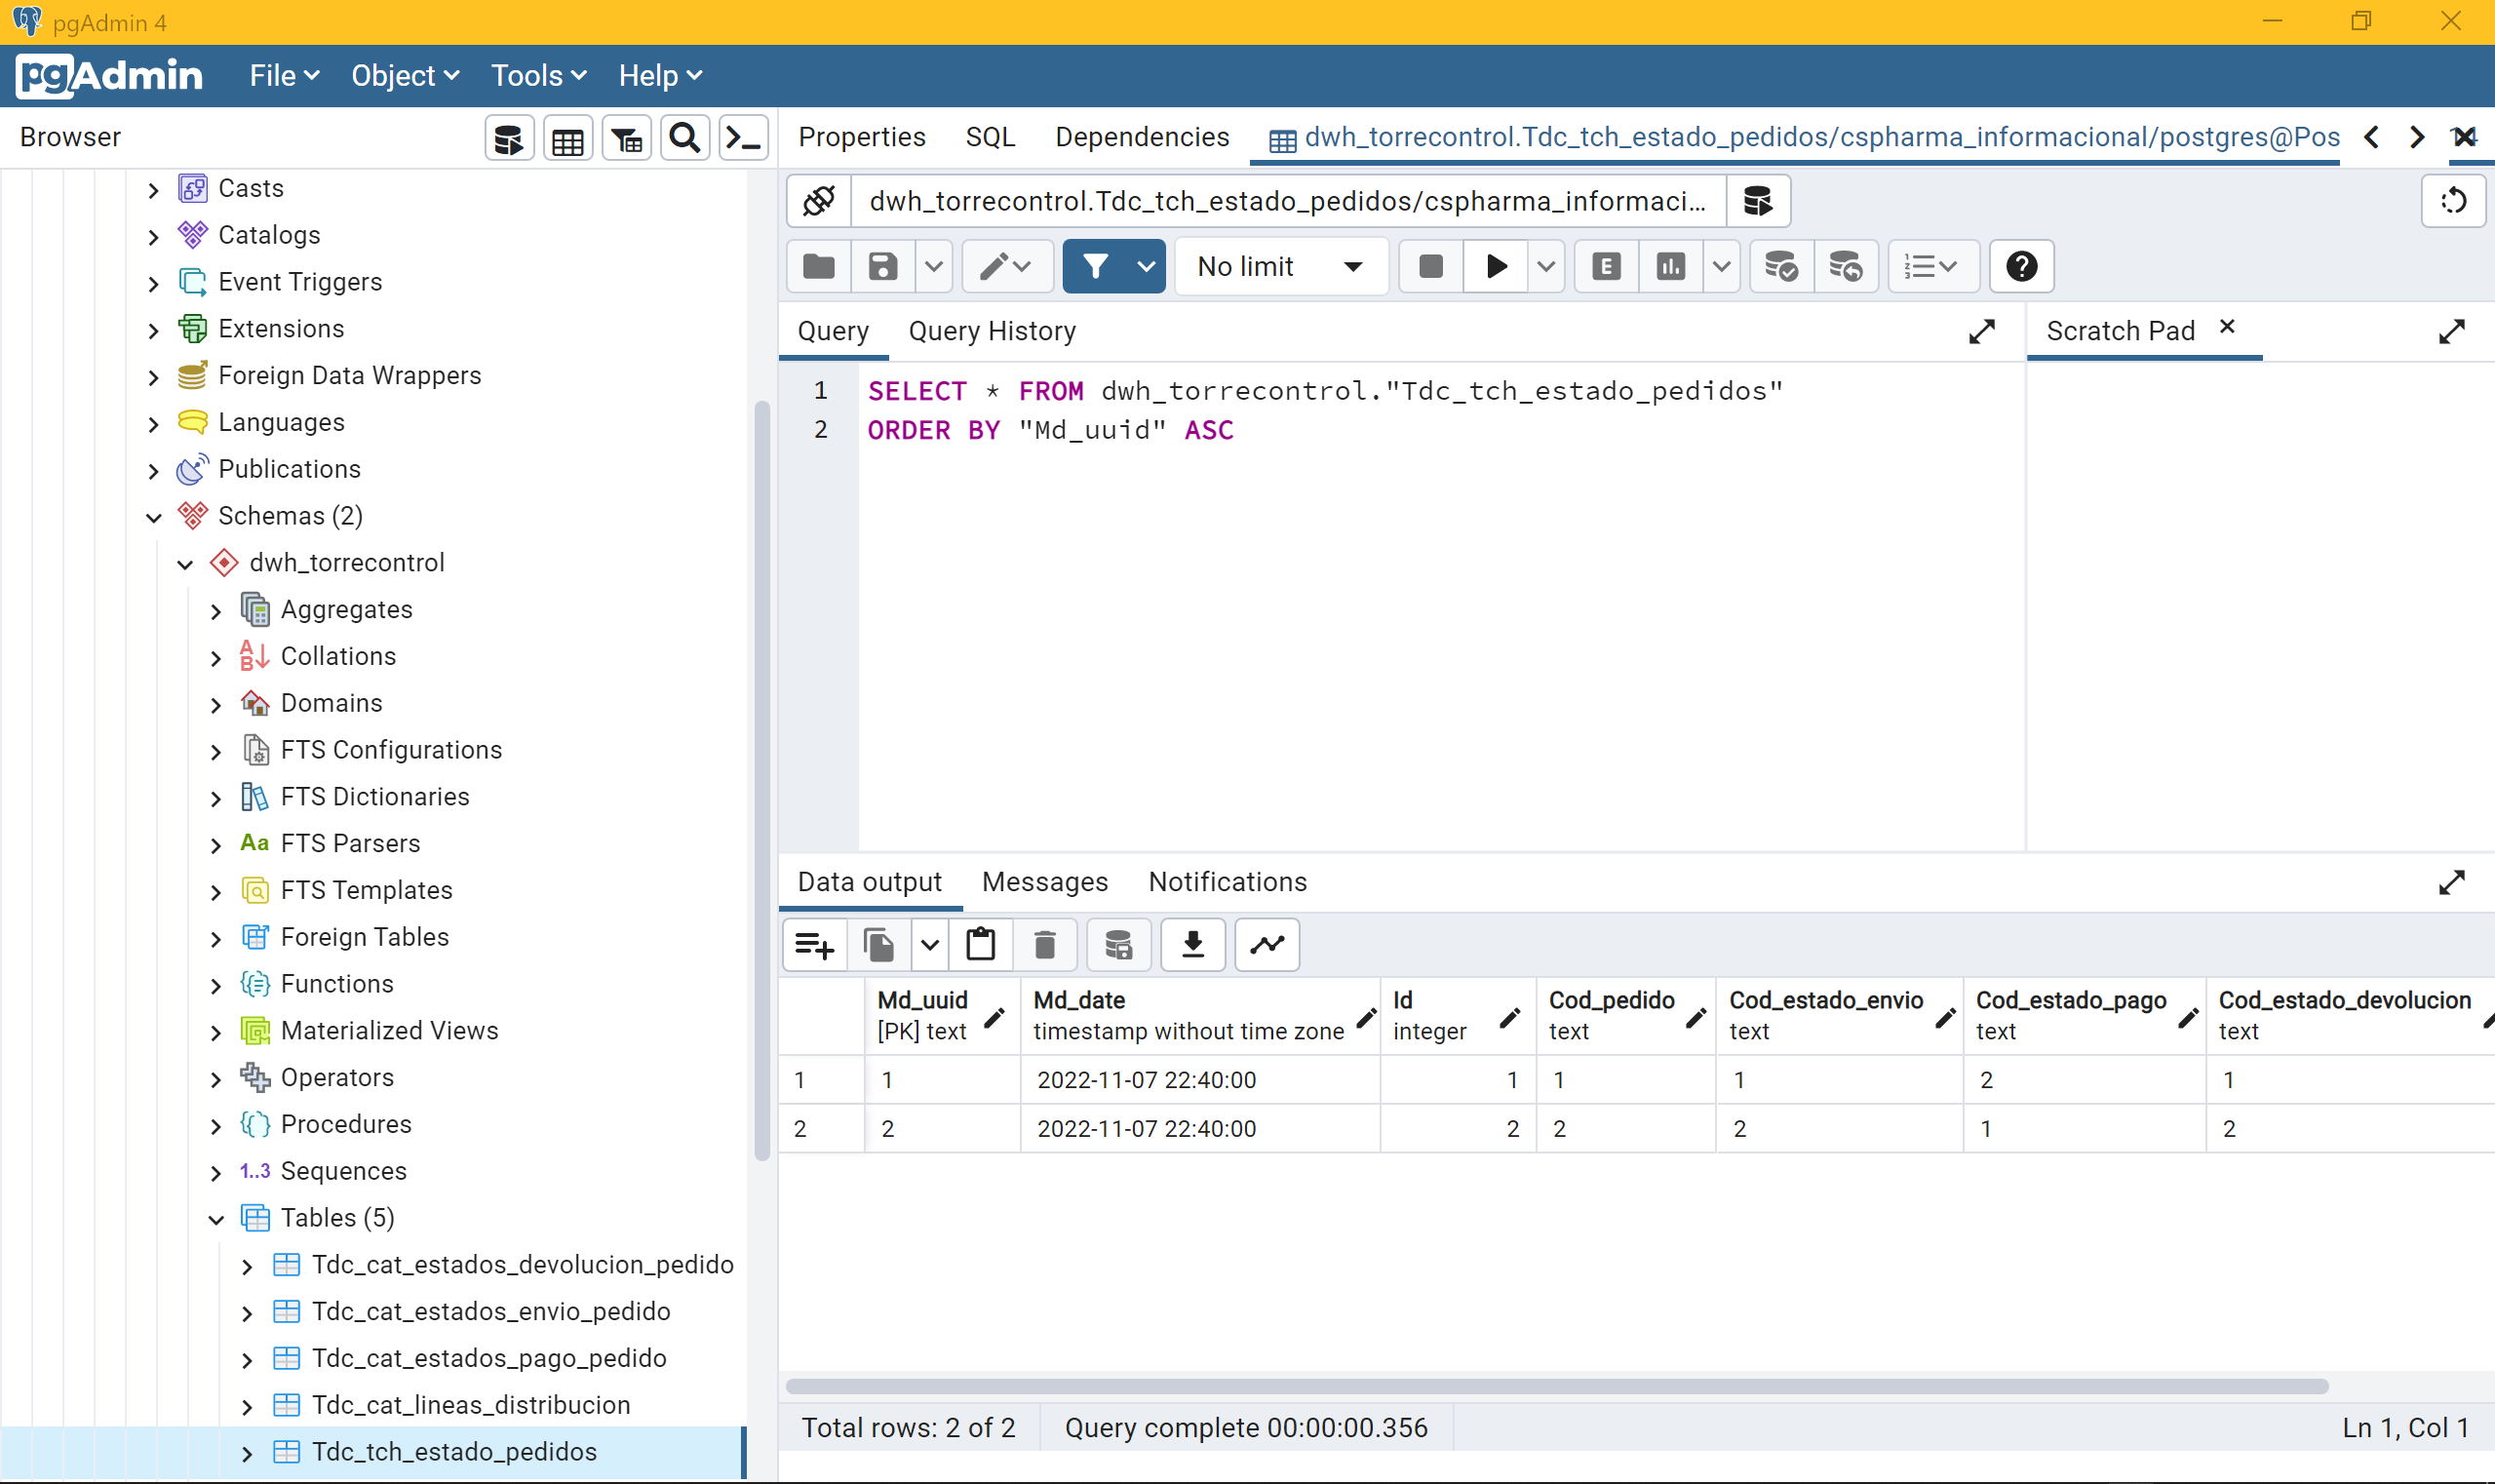 pgAdmin 4
pgAdmin File Object Tools Help
Browser
Properties SQL Dependencies dwh_torrecontrol.Tdc_tch_estado_pedidos/cspharma_informacional/postgres@Pos
Casts
Catalogs
Event Triggers
Extensions
Foreign Data Wrappers
Languages
Publications
Schemas (2)
dwh_torrecontrol
Aggregates
Collations
Domains
FTS Configurations
FTS Dictionaries
Aa FTS Parsers
FTS Templates
Foreign Tables
Functions
Materialized Views
Operators
Procedures
1..3 Sequences
Tables (5)
Tdc_cat_estados_devolucion_pedido
Tdc_cat_estados_envio_pedido
Tdc_cat_estados_pago_pedido
Tdc_cat_lineas_distribucion
Tdc_tch_estado_pedidos
dwh_torrecontrol.Tdc_tch_estado_pedidos/cspharma_informaci...
No limit
Query Query History
Scratch Pad
1 SELECT * FROM dwh_torrecontrol."Tdc_tch_estado_pedidos"
2 ORDER BY "Md_uuid" ASC
Data output Messages Notifications
Md_uuid Md_date Id Cod_pedido Cod_estado_envio Cod_estado_pago Cod_estado_devolucion
[PK] text timestamp without time zone integer text text text text
1 1 2022-11-07 22:40:00 1 1 1 2 1
2 2 2022-11-07 22:40:00 2 2 2 1 2
Total rows: 2 of 2 Query complete 00:00:00.356 Ln 1, Col 1